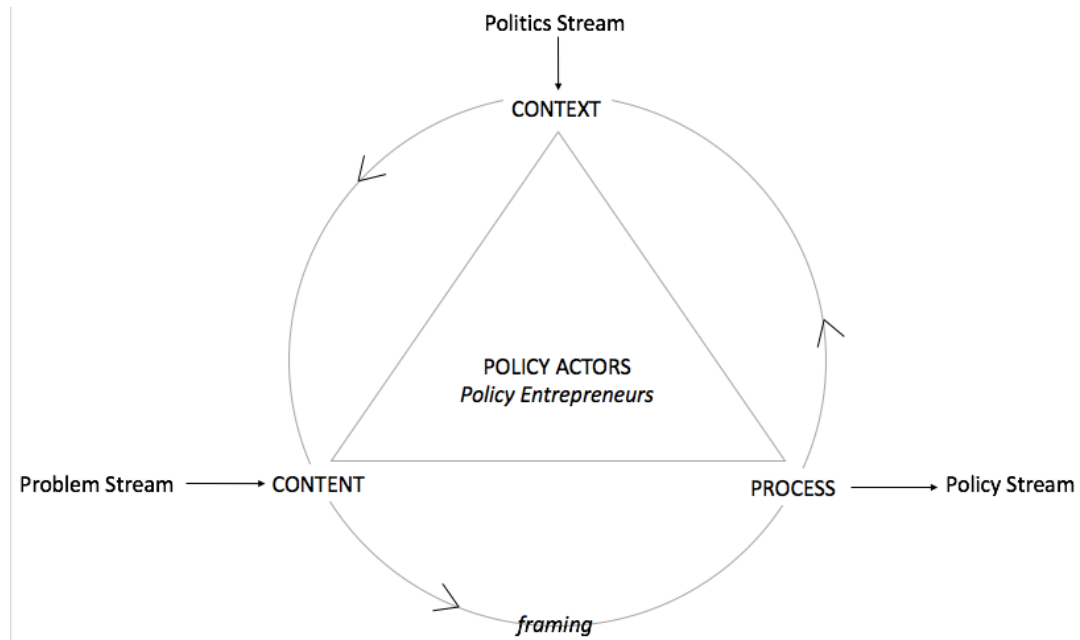 Politics Stream
CONTEXT
POLICY ACTORS
Policy Entrepreneurs
Problem Stream
CONTENT
PROCESS
Policy Stream
framing